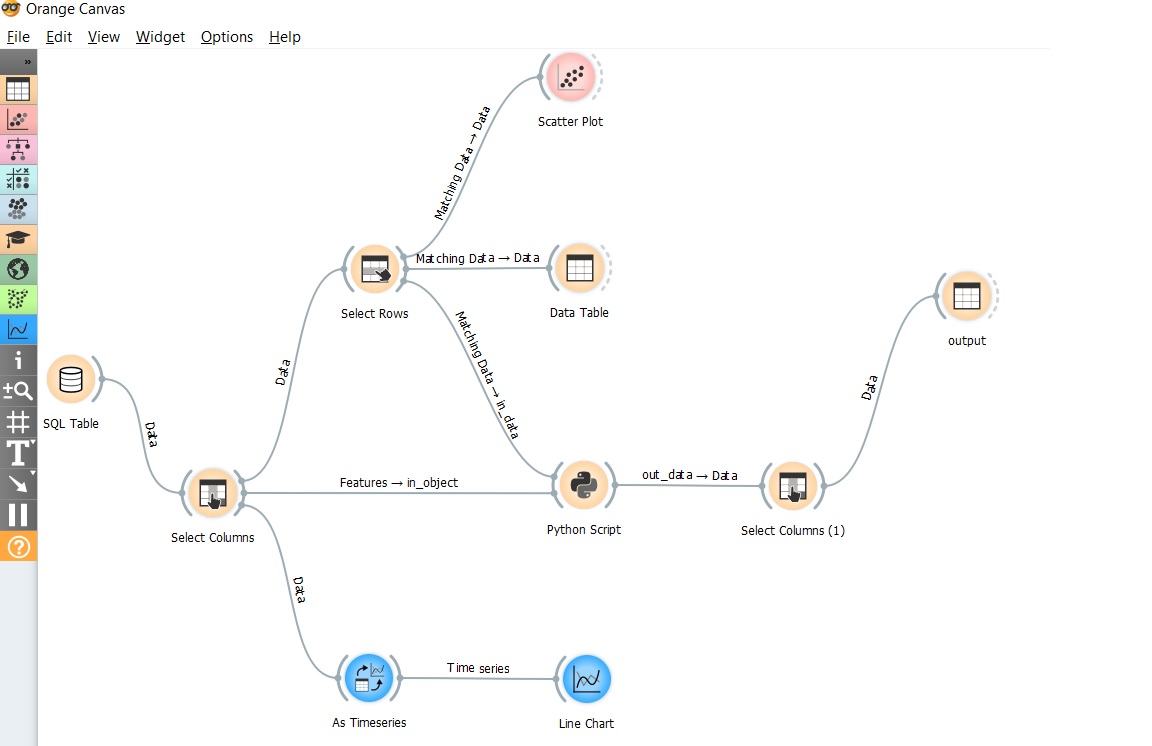 Orange Canvas
File Edit View Widget Options Help
»
Scatter Plot
Matching Data → Data
Matching Data → Data
Select Rows
Data Table
Matching Data → in_data
output
Data
Data
SQL Table
Data
T
Features → in_object
out_data → Data
Select Columns
Python Script
Select Columns (1)
?
Data
Time series
As Timeseries
Line Chart